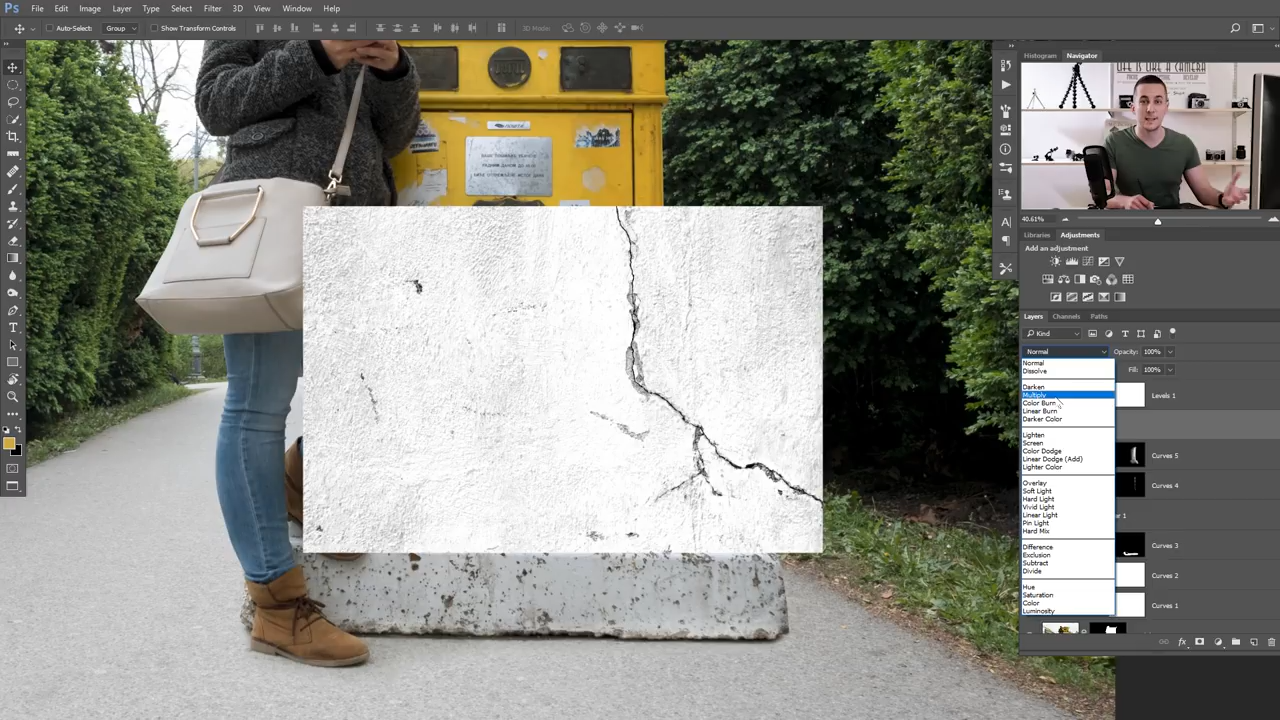 Ps File Edit Image Layer Type Select Filter 3D View Window Help
Auto-Select: Group Show Transform Controls
Histogram Navigator
LIFE IS LIKE A CAMERA
40.61%
Libraries Adjustments
Add an adjustment
Layers Channels Paths
Kind
Normal Opacity: 100%
Fill: 100%
Normal
Dissolve
Darken
Multiply
Color Burn
Linear Burn
Darker Color
Lighten
Screen
Color Dodge
Linear Dodge (Add)
Lighter Color
Overlay
Soft Light
Hard Light
Vivid Light
Linear Light
Pin Light
Hard Mix
Difference
Exclusion
Subtract
Divide
Hue
Saturation
Color
Luminosity
Levels 1
Curves 5
Curves 4
Curves 3
Curves 2
Curves 1